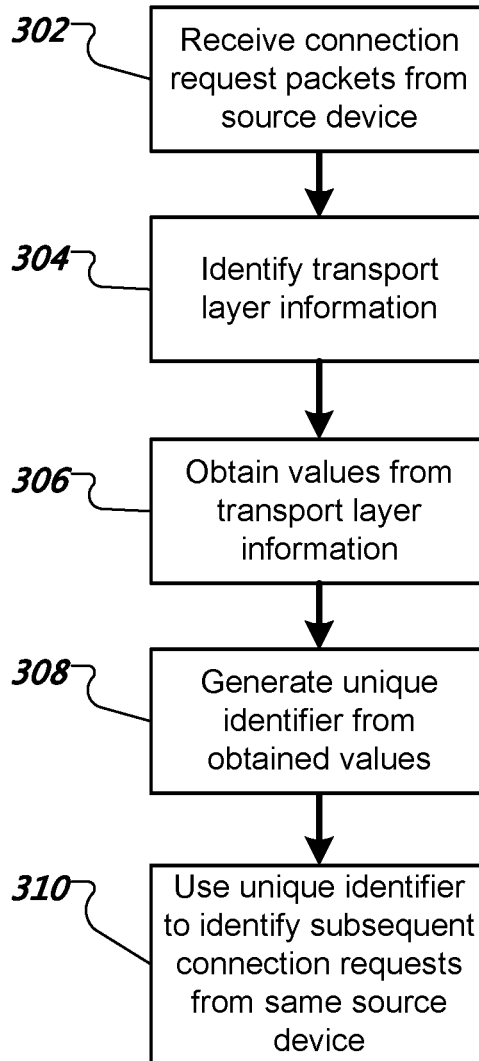 302
Receive connection
request packets from
source device
304
Identify transport
layer information
306
Obtain values from
transport layer
information
308
Generate unique
identifier from
obtained values
310
Use unique identifier
to identify subsequent
connection requests
from same source
device